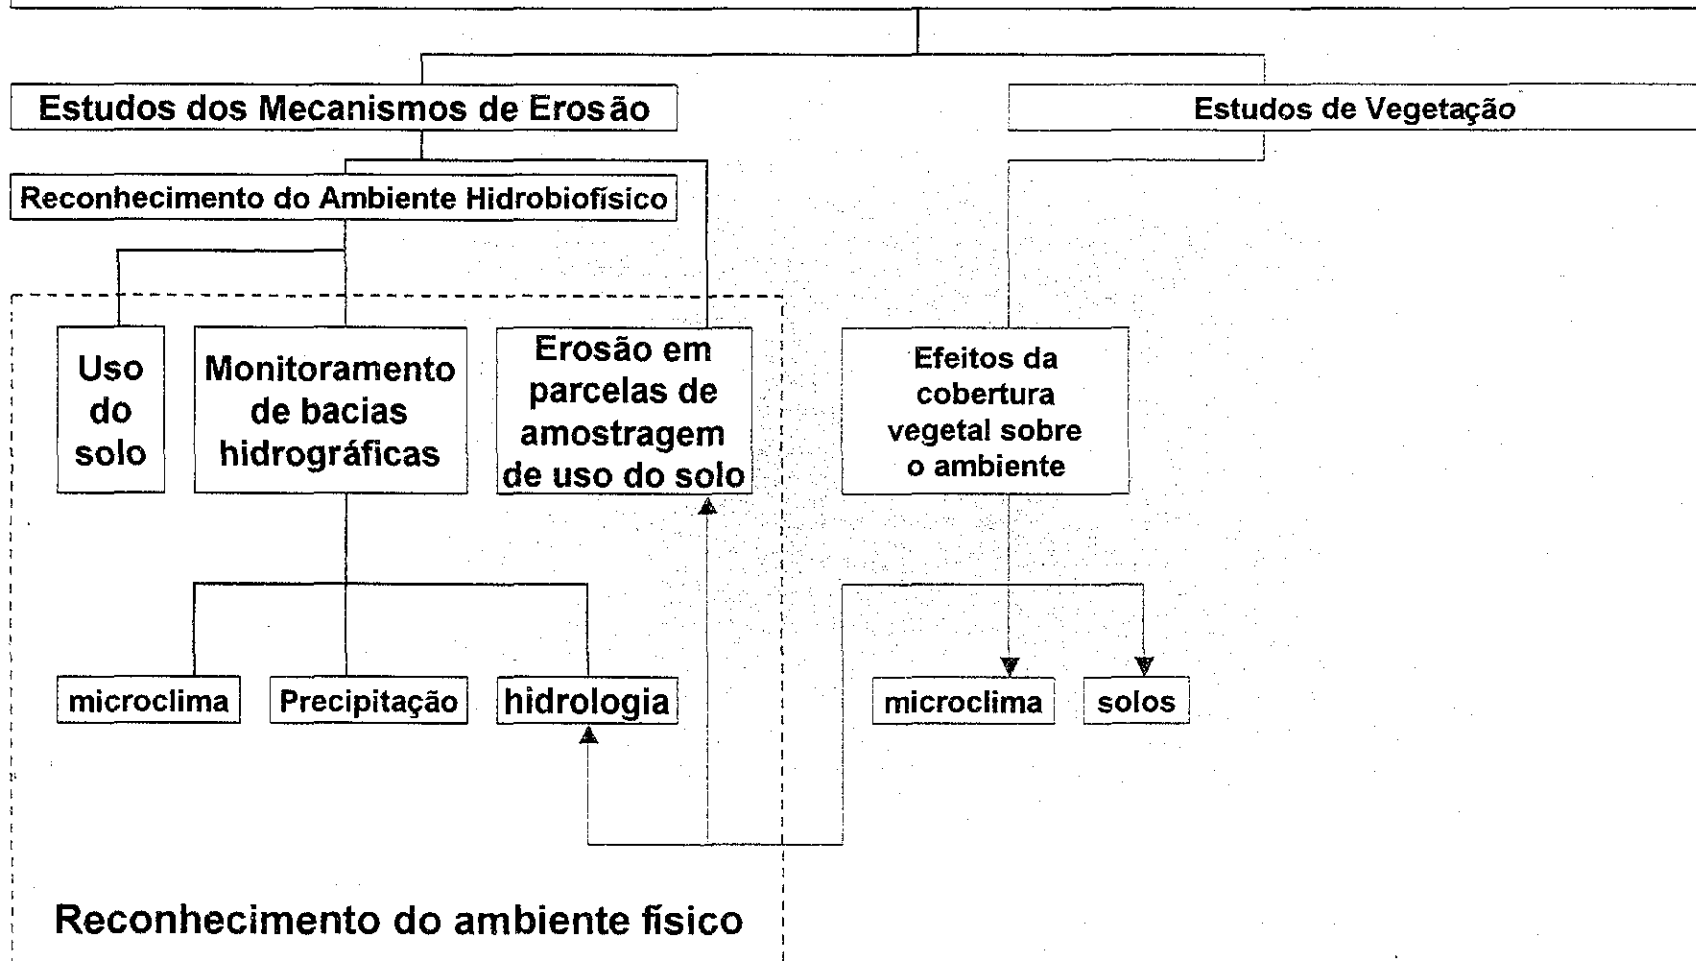 Estudos dos Mecanismos de Erosão
Estudos de Vegetação
Reconhecimento do Ambiente Hidrobiofísico
Uso
do
solo
Monitoramento
de bacias
hidrográficas
Erosão em
parcelas de
amostragem
de uso do solo
Efeitos da
cobertura
vegetal sobre
o ambiente
microclima
Precipitação
hidrologia
microclima
solos
Reconhecimento do ambiente físico